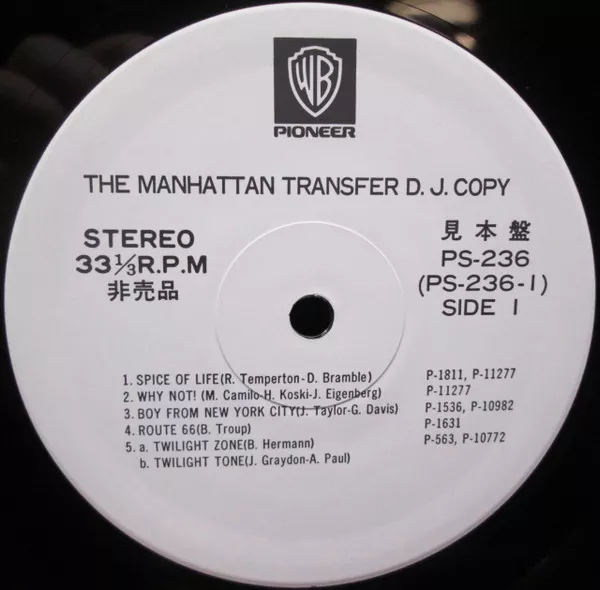 WB
PIONEER
THE MANHATTAN TRANSFER D. J. COPY
STEREO
33 1/3 R.P.M
非売品
見本盤
PS-236
(PS-236-1)
SIDE 1
1. SPICE OF LIFE(R. Temperton-D. Bramble) P-1811, P-11277
2. WHY NOT! (M. Camilo-H. Koski-J. Eigenberg) P-11277
3. BOY FROM NEW YORK CITY(J. Taylor-G. Davis) P-1536, P-10982
4. ROUTE 66(B. Troup) P-1631
5. a. TWILIGHT ZONE(B. Hermann) P-563, P-10772
b. TWILIGHT TONE(J. Graydon-A. Paul)